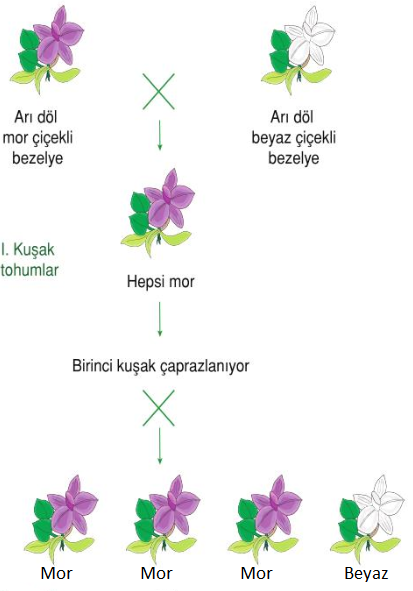 Arı döl
mor çiçekli
bezelye
Arı döl
beyaz çiçekli
bezelye
I. Kuşak
tohumlar
Hepsi mor
Birinci kuşak çaprazlanıyor
Mor
Mor
Mor
Beyaz